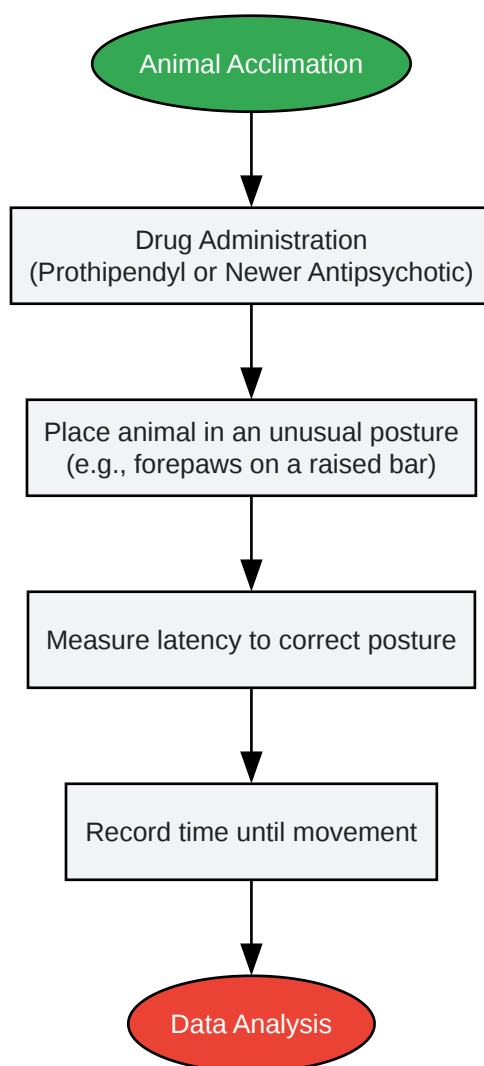 Animal Acclimation
Drug Administration
(Prothipendyl or Newer Antipsychotic)
Place animal in an unusual posture
(e.g., forepaws on a raised bar)
Measure latency to correct posture
Record time until movement
Data Analysis